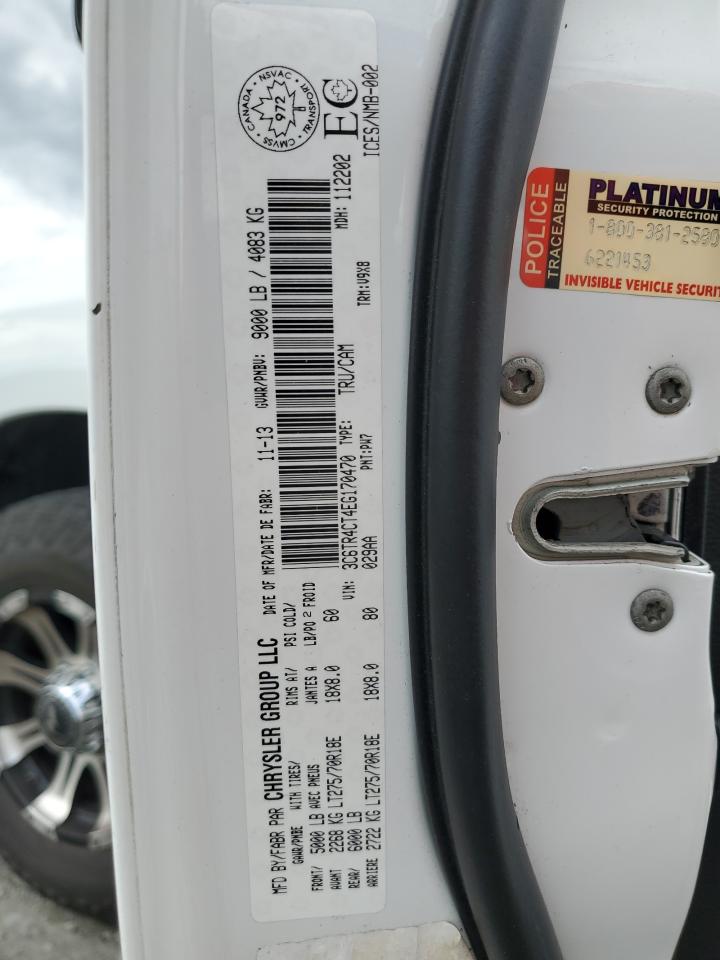 MFD BY/FABR PAR CHRYSLER GROUP LLC
DATE OF MFR/DATE DE FABR: 11-13
GVWR/PNBV: 9000 LB / 4083 KG
GAWR/PNBE WITH TIRES/ AVEC PNEUS
RIMS AT/ JANTES A
PSI COLD/ LB/PO 2 FROID
FRONT/ AVANT 5000 LB 2268 KG LT275/70R18E 18X8.0 60
REAR/ ARRIERE 6000 LB 2722 KG LT275/70R18E 18X8.0 80
VIN: 3C6TR4CT4EG170470 TYPE: TRU/CAM
029AA
PNT:PW7
TRM:V9X8
MDH: 112202
CANADA NSVAC TRANSPORT CMVSS
972
EC
ICES/NMB-002
POLICE
TRACEABLE
PLATINUM
SECURITY PROTECTION
1-800-381-2580
6221453
INVISIBLE VEHICLE SECURIT